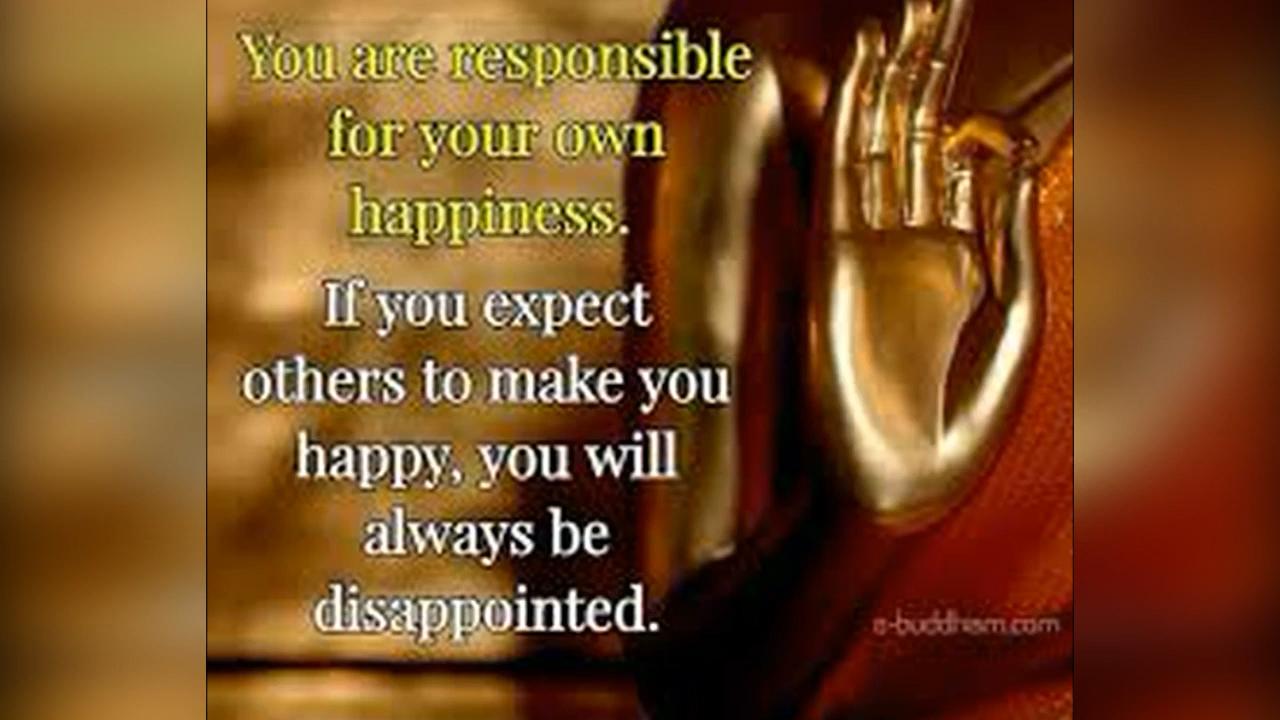 You are responsible
for your own
happiness.
If you expect
others to make you
happy, you will
always be
disappointed.
e-buddhism.com